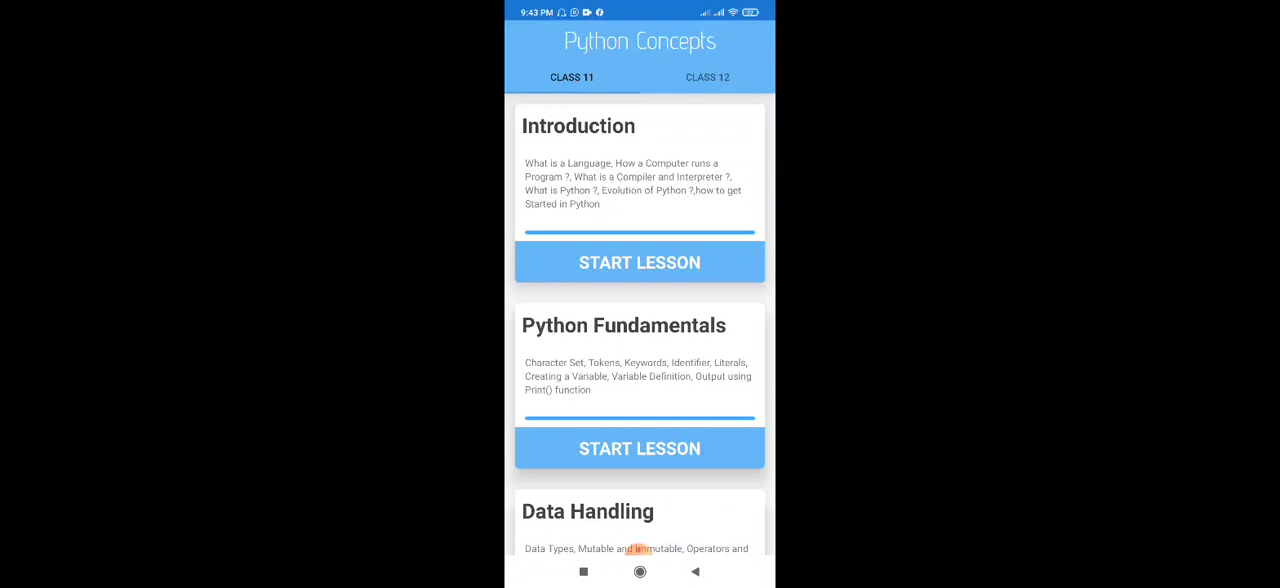 9:43 PM
Python Concepts
CLASS 11
CLASS 12
Introduction
What is a Language, How a Computer runs a
Program ?, What is a Compiler and Interpreter ?,
What is Python ?, Evolution of Python ?,how to get
Started in Python
START LESSON
Python Fundamentals
Character Set, Tokens, Keywords, Identifier, Literals,
Creating a Variable, Variable Definition, Output using
Print() function
START LESSON
Data Handling
Data Types, Mutable and immutable, Operators and